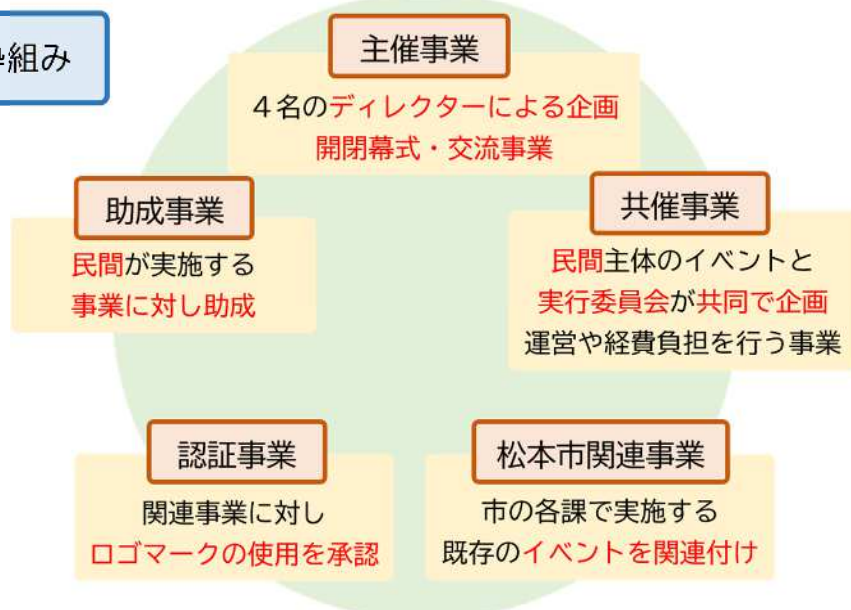 枠組み
主催事業
4名のディレクターによる企画
開閉幕式・交流事業
助成事業
民間が実施する
事業に対し助成
共催事業
民間主体のイベントと
実行委員会が共同で企画
運営や経費負担を行う事業
認証事業
関連事業に対し
ロゴマークの使用を承認
松本市関連事業
市の各課で実施する
既存のイベントを関連付け